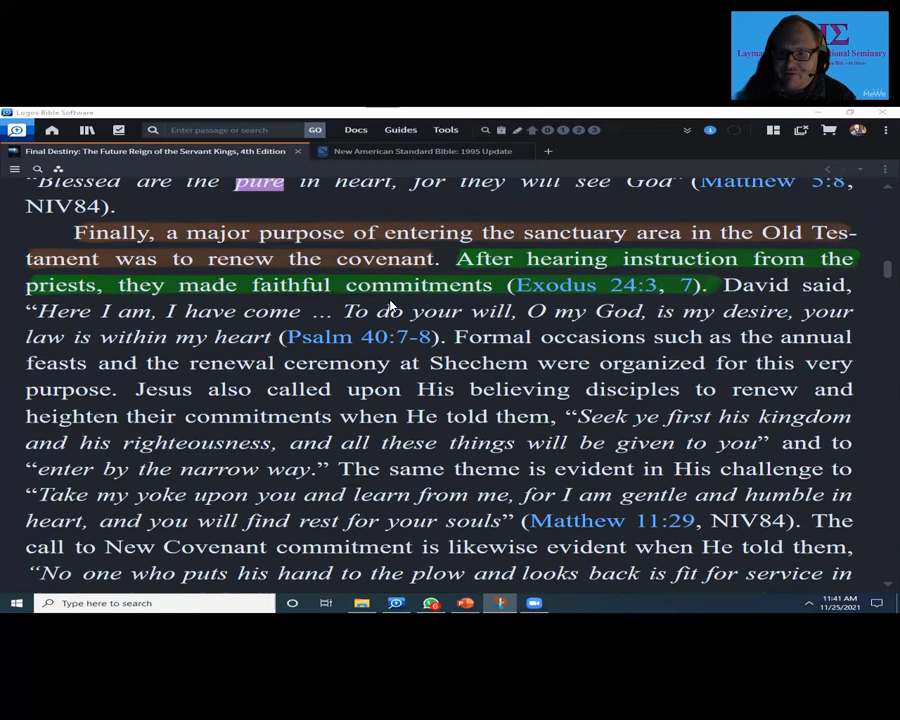 ΙΣ
MeWe
Logos Bible Software
Enter passage or search
GO
Docs
Guides
Tools
0 1 2 3
Final Destiny: The Future Reign of the Servant Kings, 4th Edition
New American Standard Bible: 1995 Update
"Blessed are the pure in heart, for they will see God" (Matthew 5:8,
NIV84).
Finally, a major purpose of entering the sanctuary area in the Old Tes-
tament was to renew the covenant. After hearing instruction from the
priests, they made faithful commitments (Exodus 24:3, 7). David said,
"Here I am, I have come … To do your will, O my God, is my desire, your
law is within my heart (Psalm 40:7-8). Formal occasions such as the annual
feasts and the renewal ceremony at Shechem were organized for this very
purpose. Jesus also called upon His believing disciples to renew and
heighten their commitments when He told them, "Seek ye first his kingdom
and his righteousness, and all these things will be given to you" and to
"enter by the narrow way." The same theme is evident in His challenge to
"Take my yoke upon you and learn from me, for I am gentle and humble in
heart, and you will find rest for your souls" (Matthew 11:29, NIV84). The
call to New Covenant commitment is likewise evident when He told them,
"No one who puts his hand to the plow and looks back is fit for service in
Type here to search
11:41 AM
11/25/2021